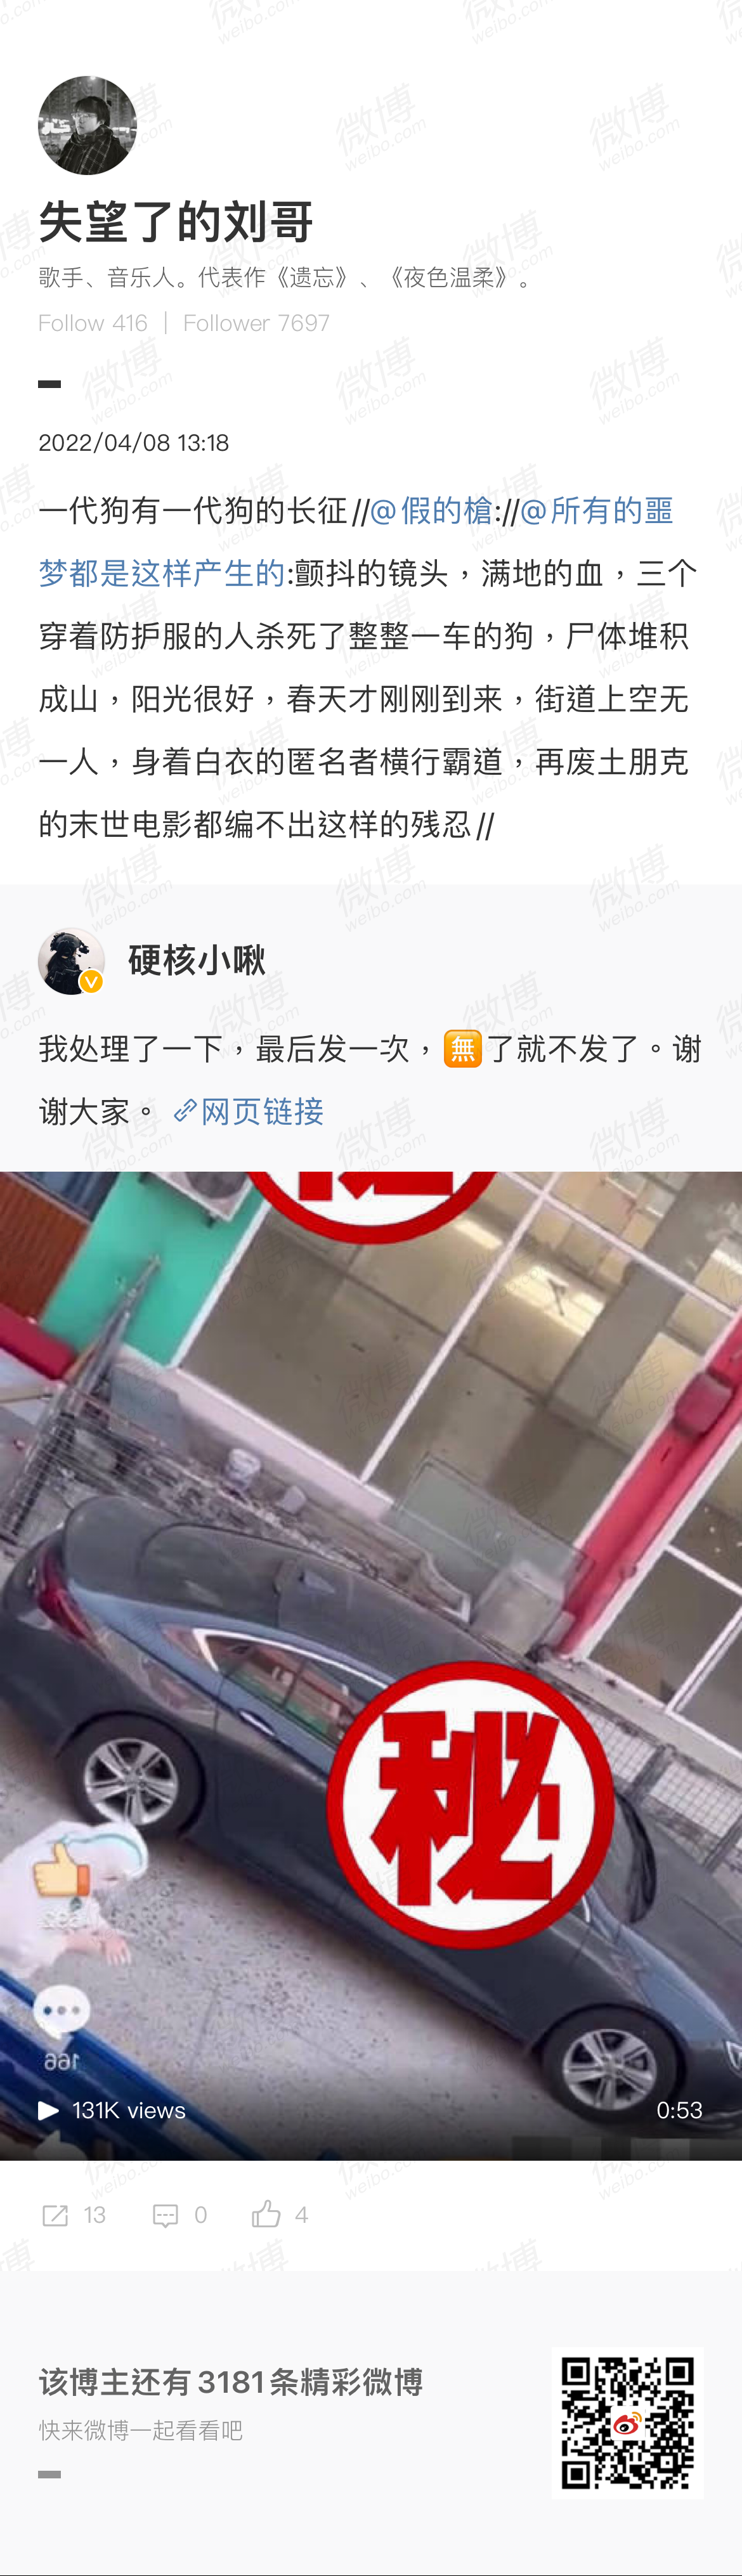 失望了的刘哥
歌手、音乐人。代表作《遗忘》、《夜色温柔》。
Follow 416 | Follower 7697
2022/04/08 13:18
一代狗有一代狗的长征//@假的槍://@所有的噩
梦都是这样产生的:颤抖的镜头，满地的血，三个
穿着防护服的人杀死了整整一车的狗，尸体堆积
成山，阳光很好，春天才刚刚到来，街道上空无
一人，身着白衣的匿名者横行霸道，再废土朋克
的末世电影都编不出这样的残忍//
硬核小啾
我处理了一下，最后发一次，🈚了就不发了。谢
谢大家。 网页链接
秘
166
131K views 0:53
13 0 4
该博主还有3181条精彩微博
快来微博一起看看吧
微博
weibo.com